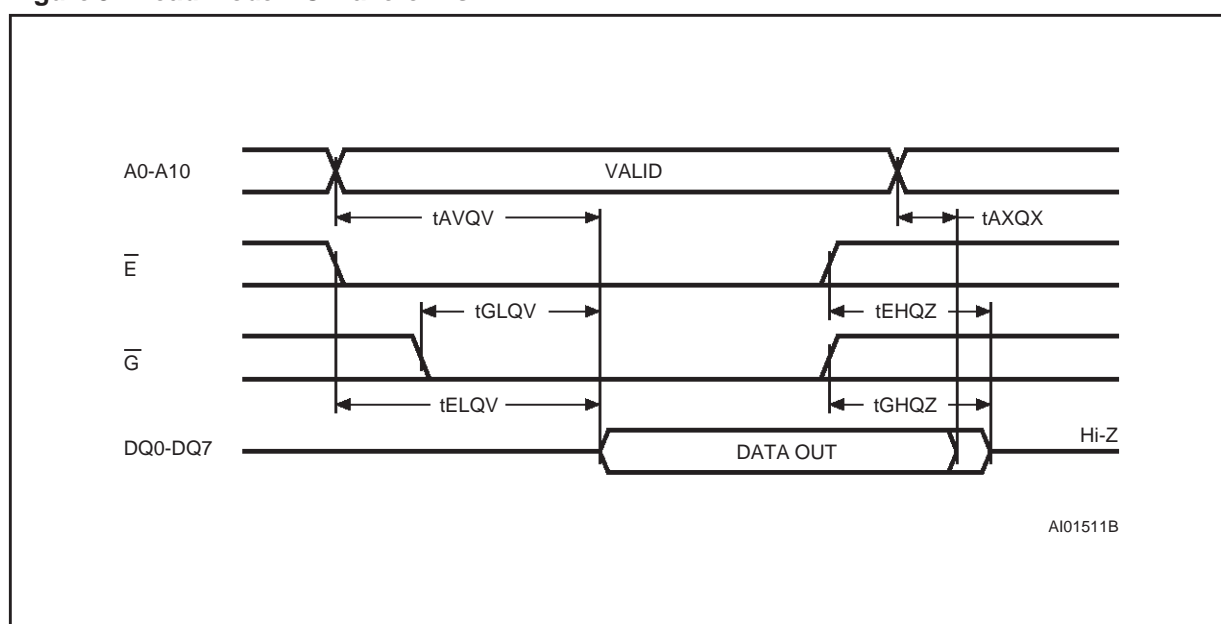 A0-A10
VALID
tAVQV
tAXQX
E
tGLQV
tEHQZ
G
tELQV
tGHQZ
DQ0-DQ7
DATA OUT
Hi-Z
AI01511B